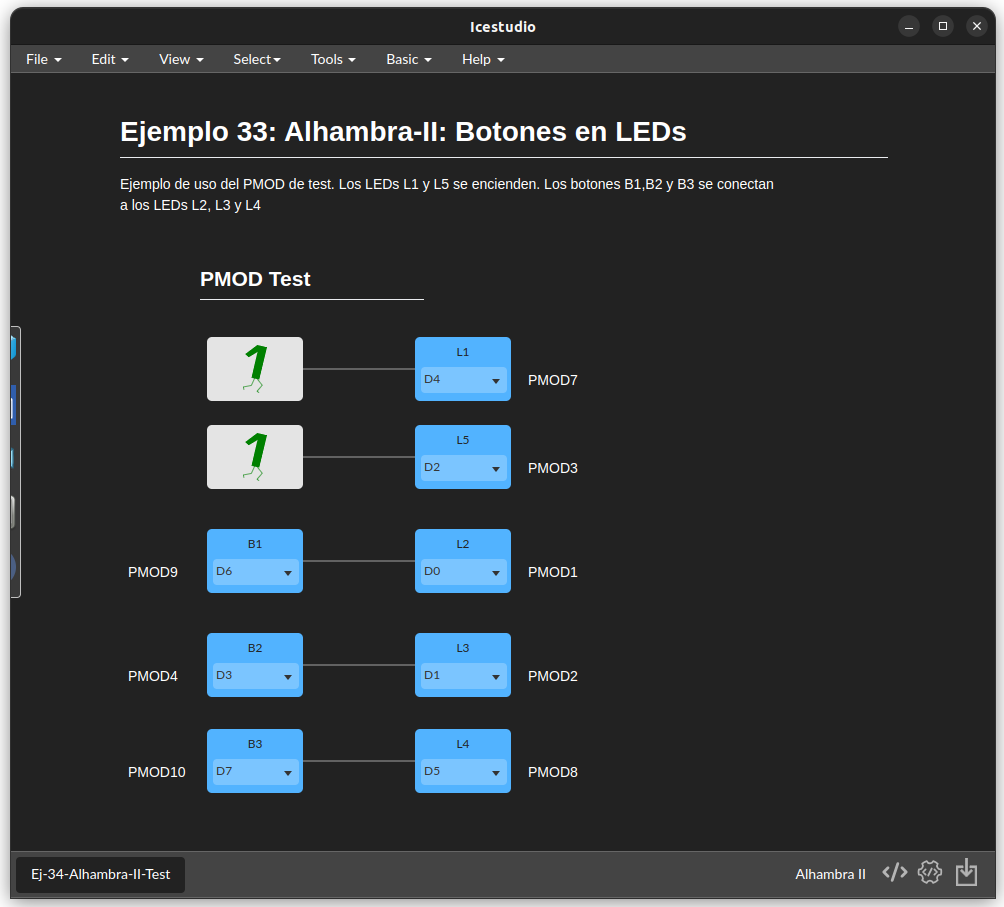 Icestudio
File Edit View Select Tools Basic Help
Ejemplo 33: Alhambra-II: Botones en LEDs
Ejemplo de uso del PMOD de test. Los LEDs L1 y L5 se encienden. Los botones B1,B2 y B3 se conectan
a los LEDs L2, L3 y L4
PMOD Test
1
L1
D4
PMOD7
1
L5
D2
PMOD3
PMOD9
B1
D6
L2
D0
PMOD1
PMOD4
B2
D3
L3
D1
PMOD2
PMOD10
B3
D7
L4
D5
PMOD8
Ej-34-Alhambra-II-Test
Alhambra II </> </>